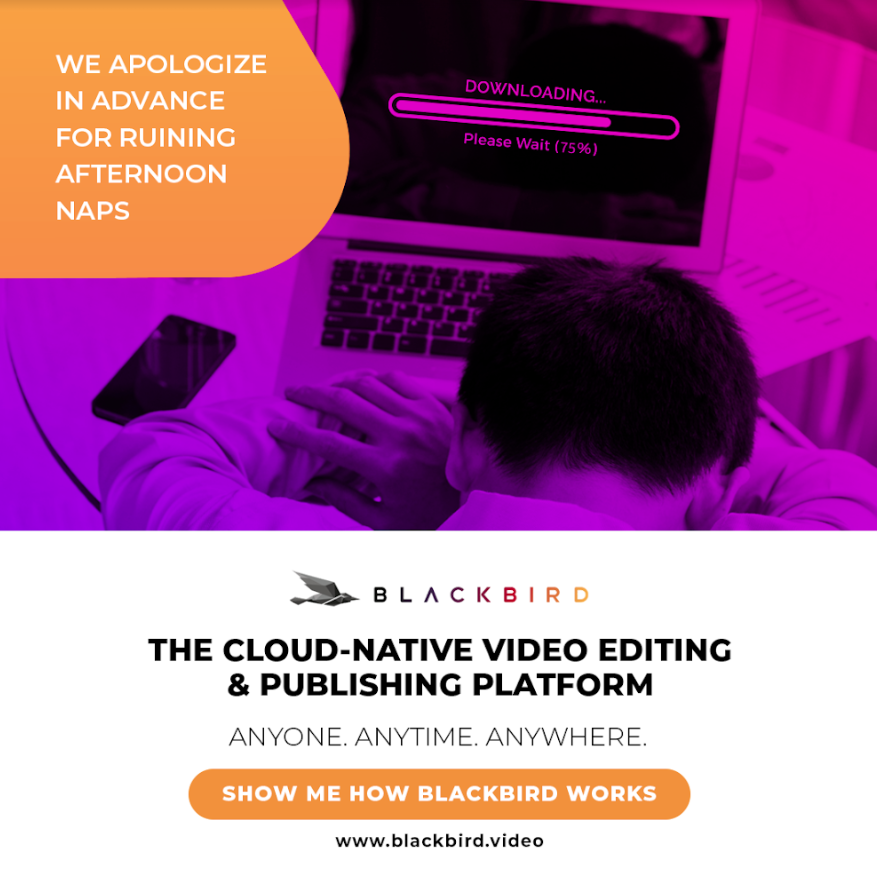 WE APOLOGIZE
IN ADVANCE
FOR RUINING
AFTERNOON
NAPS
DOWNLOADING...
Please Wait (75%)
BLACKBIRD
THE CLOUD-NATIVE VIDEO EDITING
& PUBLISHING PLATFORM
ANYONE. ANYTIME. ANYWHERE.
SHOW ME HOW BLACKBIRD WORKS
www.blackbird.video